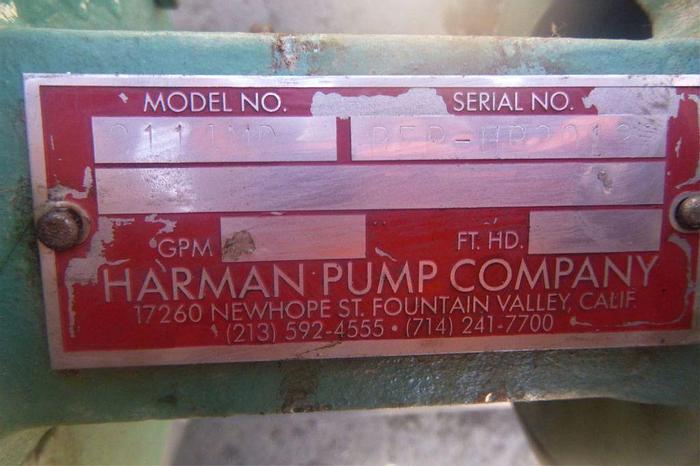 MODEL NO. SERIAL NO.
GPM FT. HD.
HARMAN PUMP COMPANY
17260 NEWHOPE ST. FOUNTAIN VALLEY, CALIF.
(213) 592-4555 • (714) 241-7700